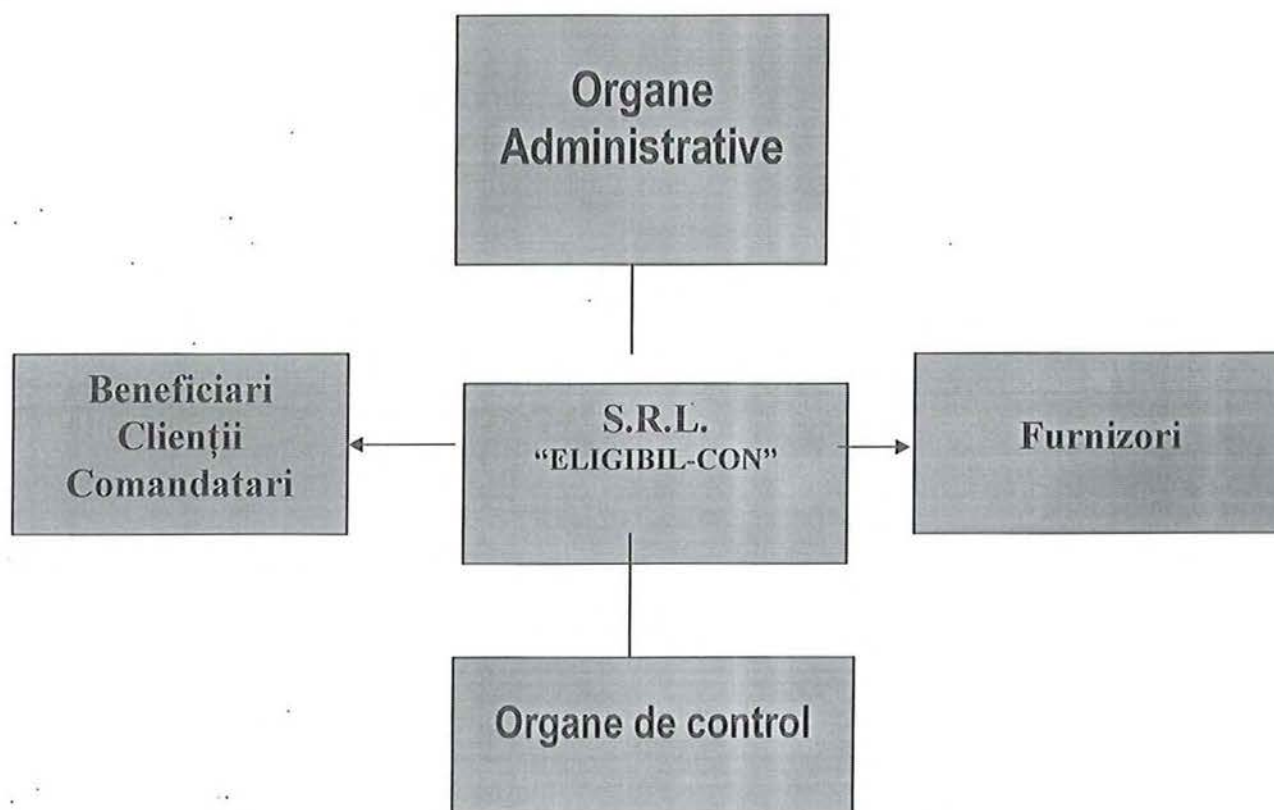 Organe
Administrative
Beneficiari
Clienții
Comandatari
S.R.L.
“ELIGIBIL-CON”
Furnizori
Organe de control